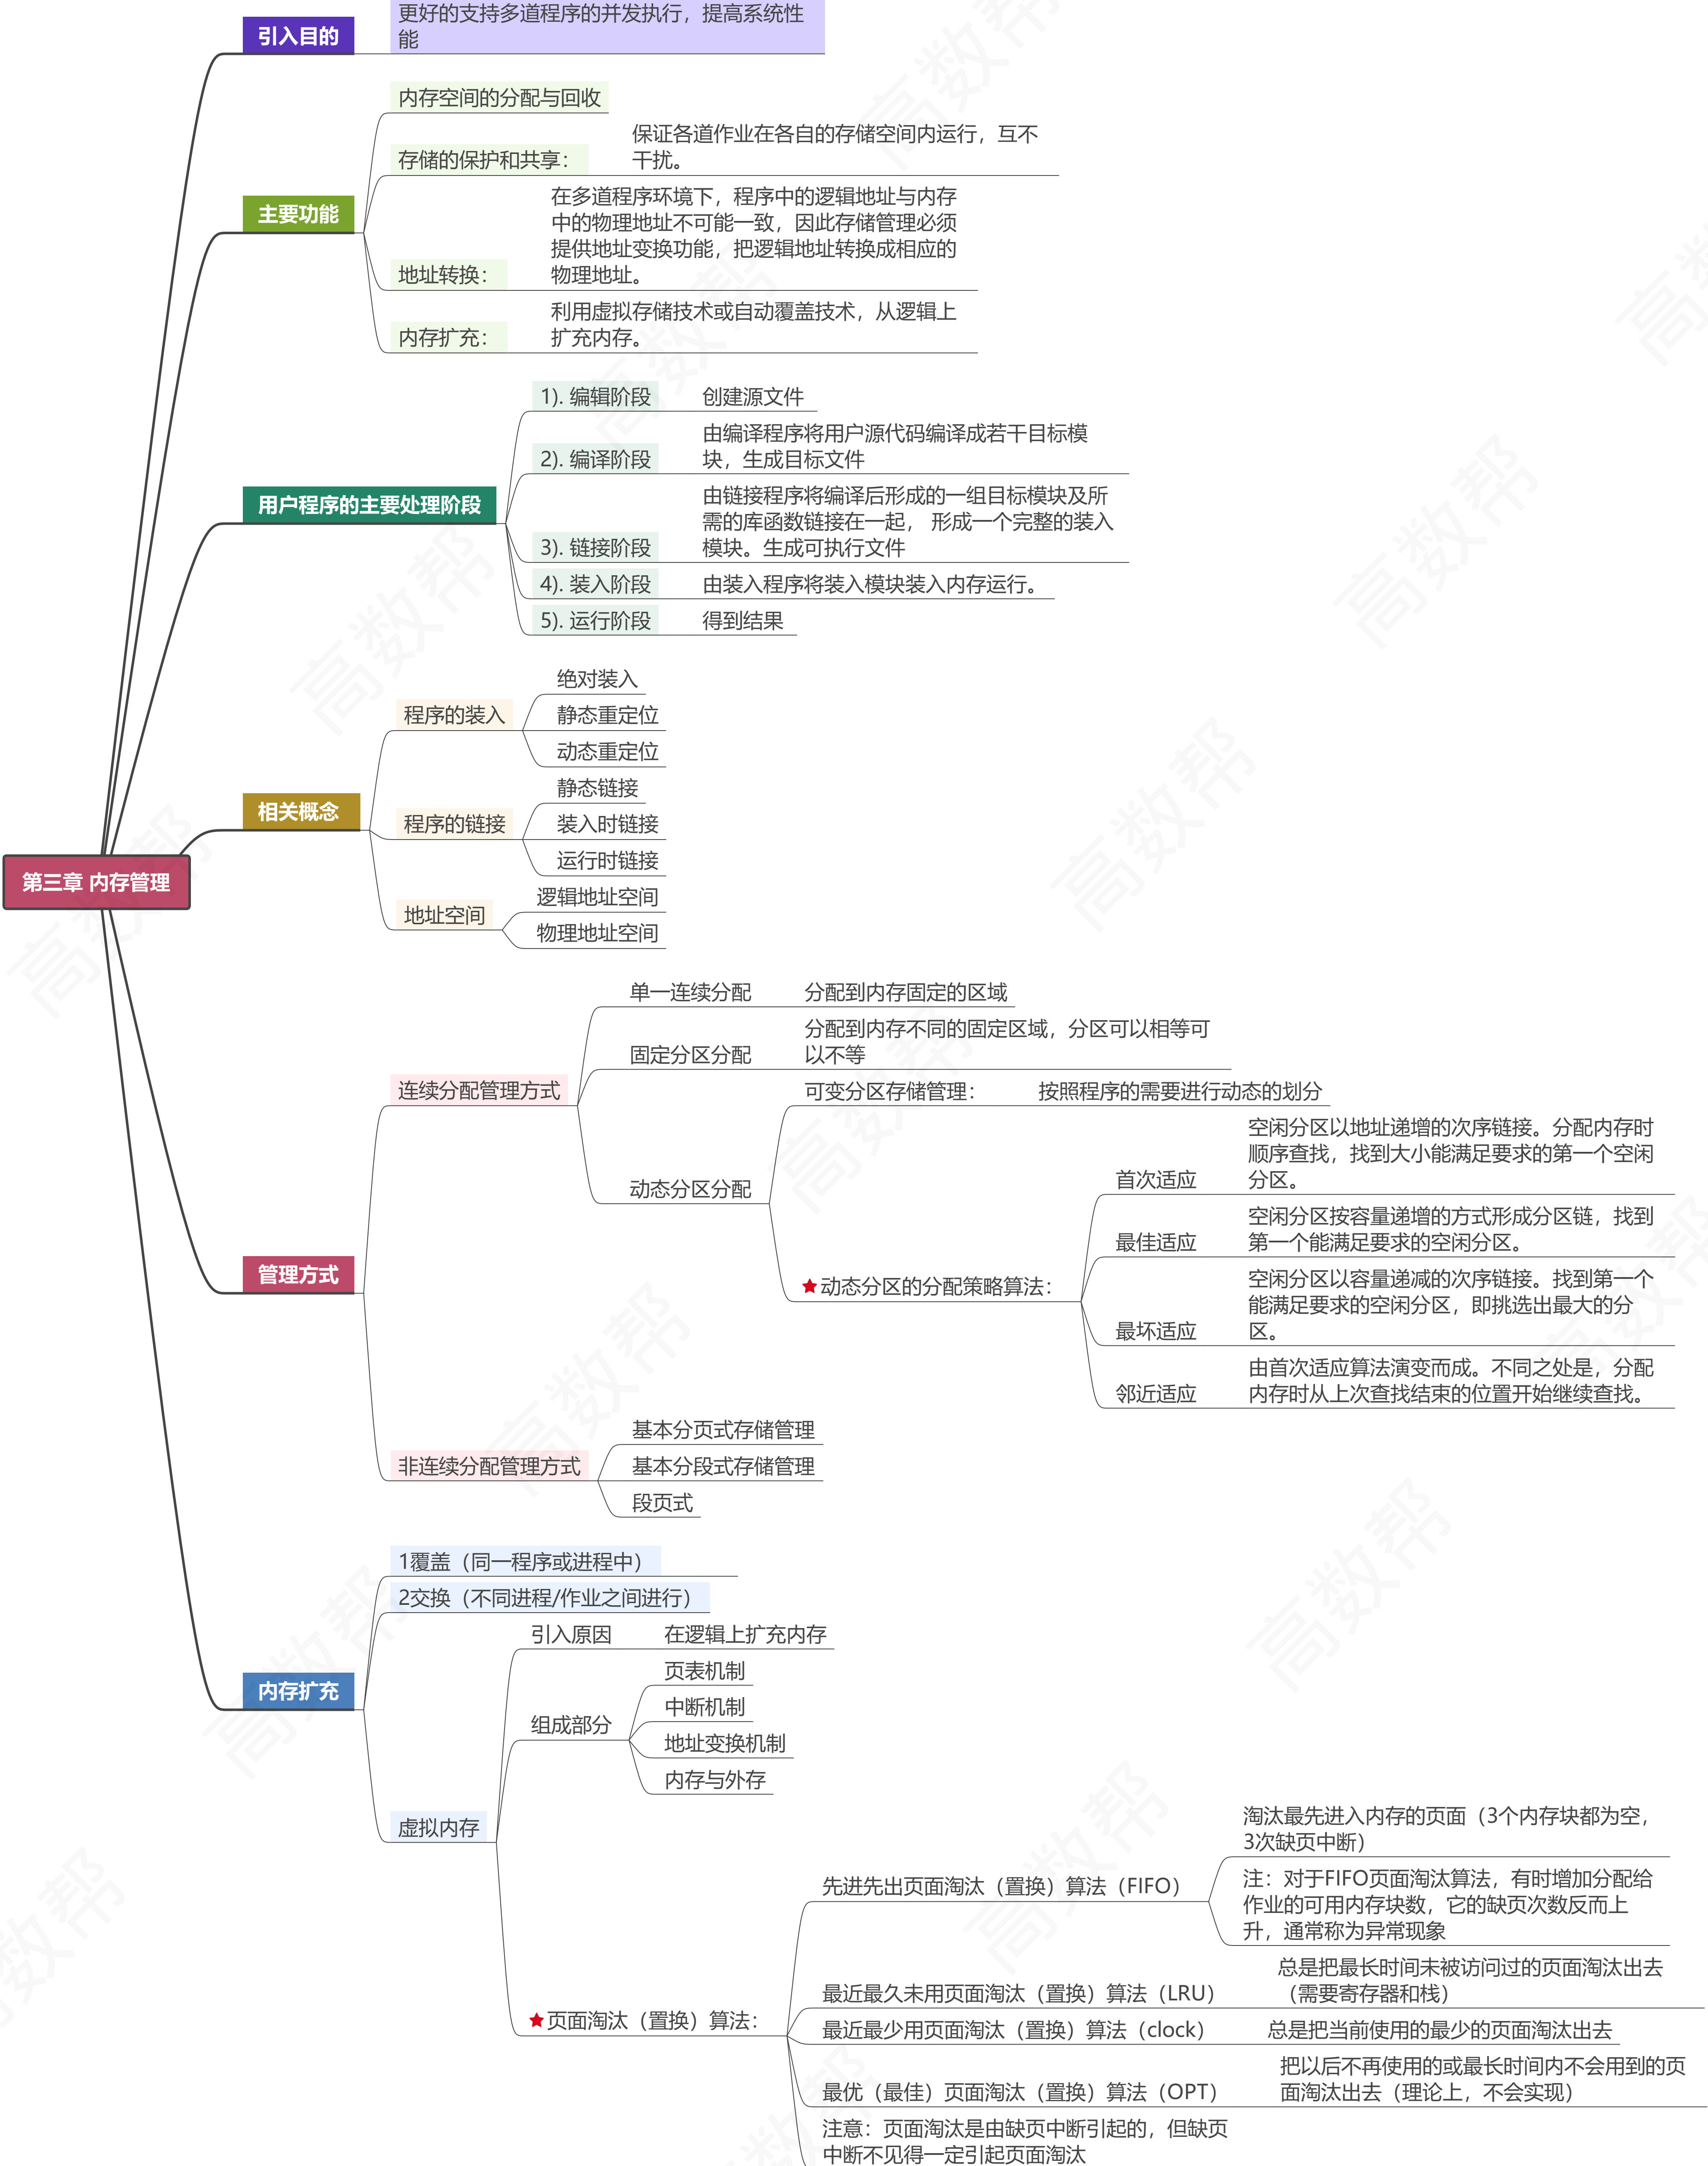 更好的支持多道程序的并发执行，提高系统性
能
引入目的
内存空间的分配与回收
保证各道作业在各自的存储空间内运行，互不
干扰。
存储的保护和共享：
主要功能
在多道程序环境下，程序中的逻辑地址与内存
中的物理地址不可能一致，因此存储管理必须
提供地址变换功能，把逻辑地址转换成相应的
物理地址。
地址转换：
利用虚拟存储技术或自动覆盖技术，从逻辑上
扩充内存。
内存扩充：
用户程序的主要处理阶段
1). 编辑阶段
创建源文件
由编译程序将用户源代码编译成若干目标模
块，生成目标文件
2). 编译阶段
由链接程序将编译后形成的一组目标模块及所
需的库函数链接在一起， 形成一个完整的装入
模块。生成可执行文件
3). 链接阶段
4). 装入阶段
由装入程序将装入模块装入内存运行。
5). 运行阶段
得到结果
相关概念
程序的装入
绝对装入
静态重定位
动态重定位
程序的链接
静态链接
装入时链接
运行时链接
地址空间
逻辑地址空间
物理地址空间
第三章 内存管理
管理方式
连续分配管理方式
单一连续分配
分配到内存固定的区域
固定分区分配
分配到内存不同的固定区域，分区可以相等可
以不等
动态分区分配
可变分区存储管理：
按照程序的需要进行动态的划分
动态分区的分配策略算法：
首次适应
空闲分区以地址递增的次序链接。分配内存时
顺序查找，找到大小能满足要求的第一个空闲
分区。
最佳适应
空闲分区按容量递增的方式形成分区链，找到
第一个能满足要求的空闲分区。
最坏适应
空闲分区以容量递减的次序链接。找到第一个
能满足要求的空闲分区，即挑选出最大的分
区。
邻近适应
由首次适应算法演变而成。不同之处是，分配
内存时从上次查找结束的位置开始继续查找。
非连续分配管理方式
基本分页式存储管理
基本分段式存储管理
段页式
内存扩充
1覆盖（同一程序或进程中）
2交换（不同进程/作业之间进行）
虚拟内存
引入原因
在逻辑上扩充内存
组成部分
页表机制
中断机制
地址变换机制
内存与外存
页面淘汰（置换）算法：
先进先出页面淘汰（置换）算法（FIFO）
淘汰最先进入内存的页面（3个内存块都为空，
3次缺页中断）
注：对于FIFO页面淘汰算法，有时增加分配给
作业的可用内存块数，它的缺页次数反而上
升，通常称为异常现象
最近最久未用页面淘汰（置换）算法（LRU）
总是把最长时间未被访问过的页面淘汰出去
（需要寄存器和栈）
最近最少用页面淘汰（置换）算法（clock）
总是把当前使用的最少的页面淘汰出去
最优（最佳）页面淘汰（置换）算法（OPT）
把以后不再使用的或最长时间内不会用到的页
面淘汰出去（理论上，不会实现）
注意：页面淘汰是由缺页中断引起的，但缺页
中断不见得一定引起页面淘汰
高数帮